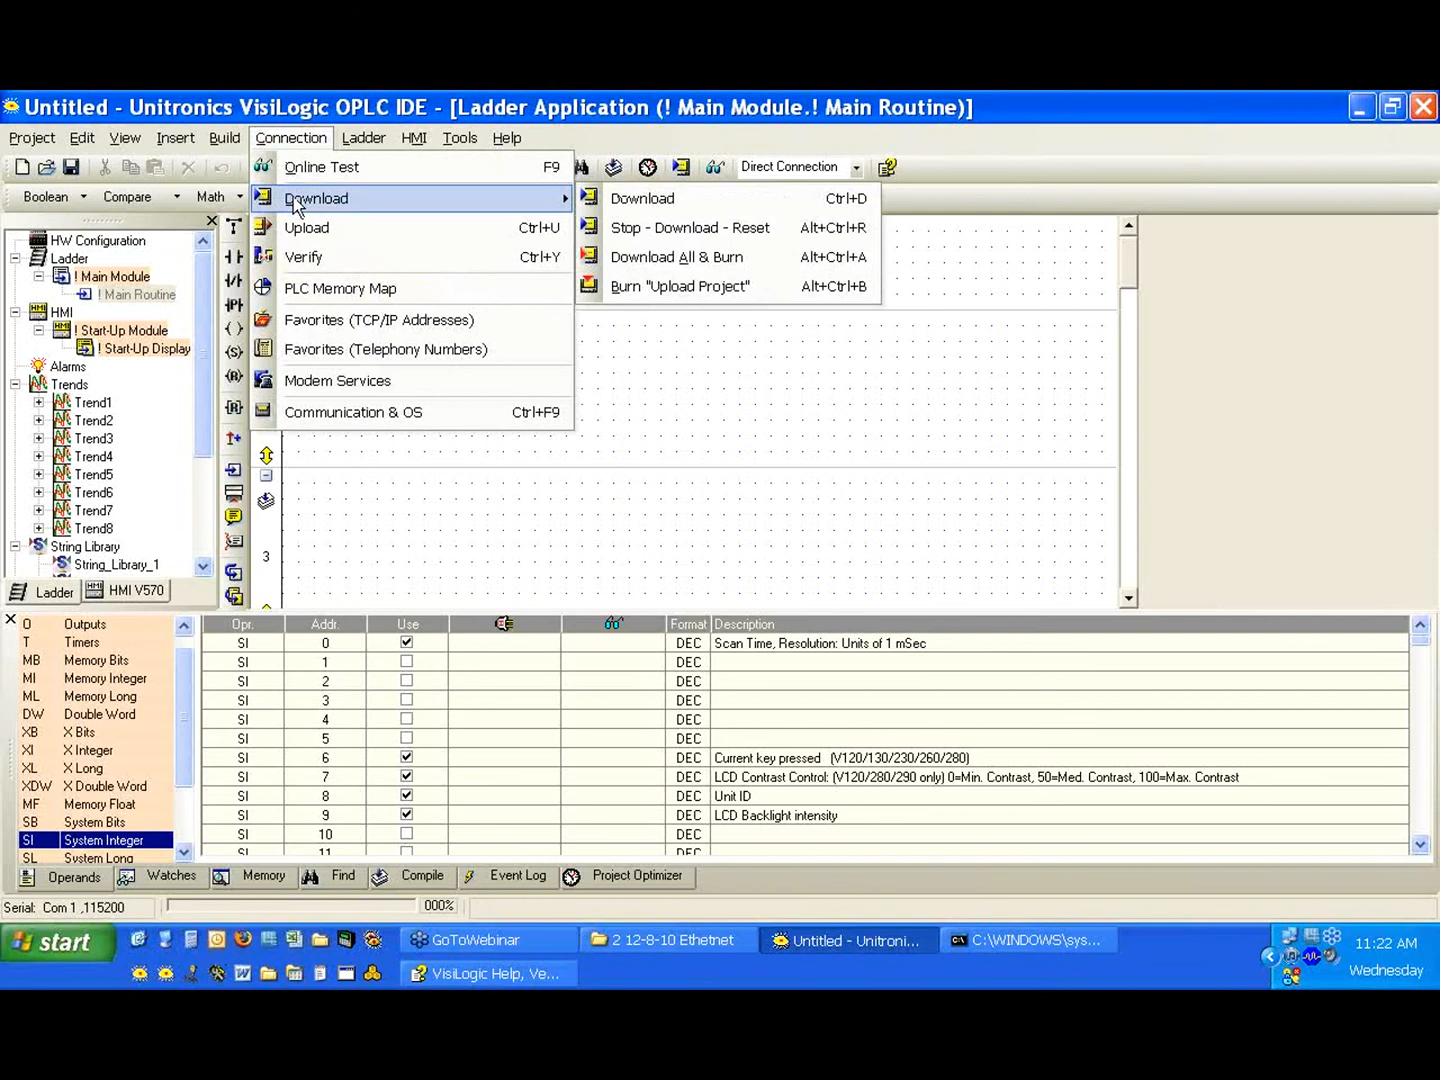 Untitled - Unitronics VisiLogic OPLC IDE - [Ladder Application (! Main Module.! Main Routine)]
Project Edit View Insert Build Connection Ladder HMI Tools Help
Direct Connection
Boolean Compare Math
Online Test F9
Download
Upload Ctrl+U
Verify Ctrl+Y
PLC Memory Map
Favorites (TCP/IP Addresses)
Favorites (Telephony Numbers)
Modem Services
Communication & OS Ctrl+F9
Download Ctrl+D
Stop - Download - Reset Alt+Ctrl+R
Download All & Burn Alt+Ctrl+A
Burn "Upload Project" Alt+Ctrl+B
HW Configuration
Ladder
! Main Module
! Main Routine
HMI
! Start-Up Module
! Start-Up Display
Alarms
Trends
Trend1
Trend2
Trend3
Trend4
Trend5
Trend6
Trend7
Trend8
String Library
String_Library_1
Ladder HMI V570
3
O Outputs
T Timers
MB Memory Bits
MI Memory Integer
ML Memory Long
DW Double Word
XB X Bits
XI X Integer
XL X Long
XDW X Double Word
MF Memory Float
SB System Bits
SI System Integer
SL System Long
Opr. Addr. Use Format Description
SI 0 DEC Scan Time, Resolution: Units of 1 mSec
SI 1 DEC
SI 2 DEC
SI 3 DEC
SI 4 DEC
SI 5 DEC
SI 6 DEC Current key pressed (V120/130/230/260/280)
SI 7 DEC LCD Contrast Control: (V120/280/290 only) 0=Min. Contrast, 50=Med. Contrast, 100=Max. Contrast
SI 8 DEC Unit ID
SI 9 DEC LCD Backlight intensity
SI 10 DEC
SI 11 DEC
Operands Watches Memory Find Compile Event Log Project Optimizer
Serial: Com 1 ,115200 000%
start GoToWebinar 2 12-8-10 Ethetnet Untitled - Unitroni... C:\WINDOWS\sys... 11:22 AM
VisiLogic Help, Ve... Wednesday